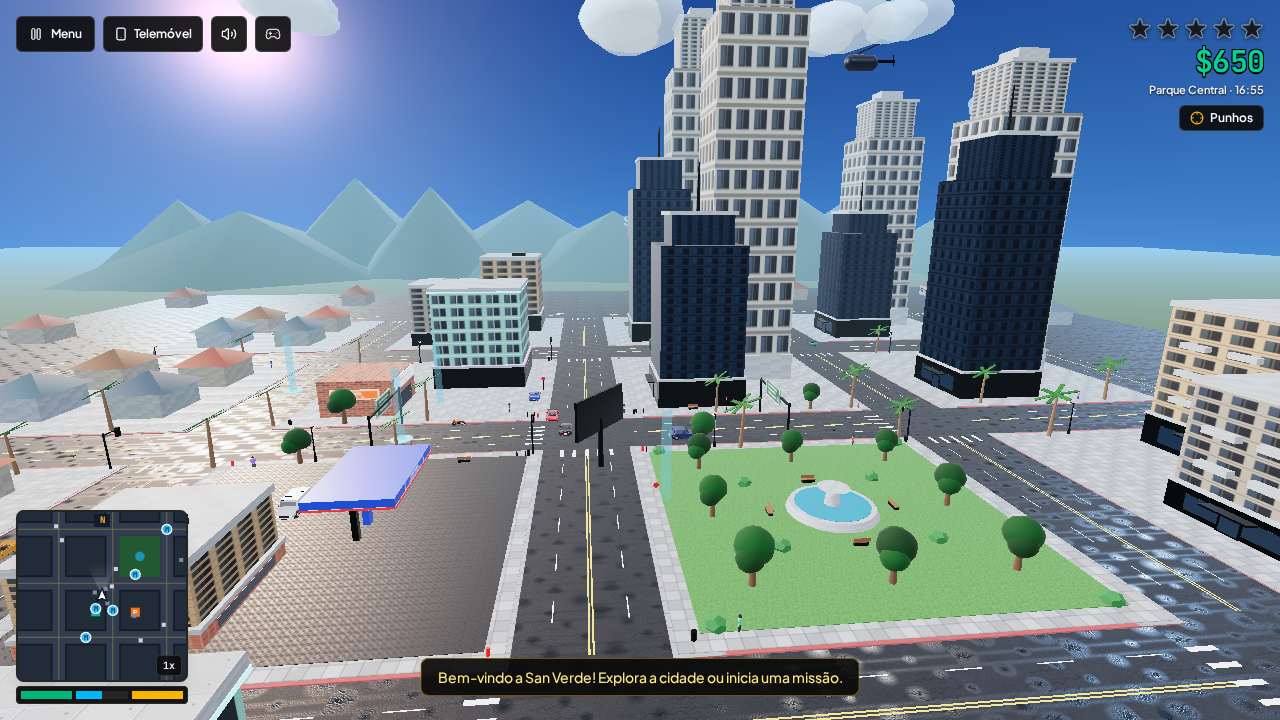 Menu
Telemóvel
$650
Parque Central · 16:55
Punhos
N
M
M
M
M
P
M
1x
Bem-vindo a San Verde! Explora a cidade ou inicia uma missão.